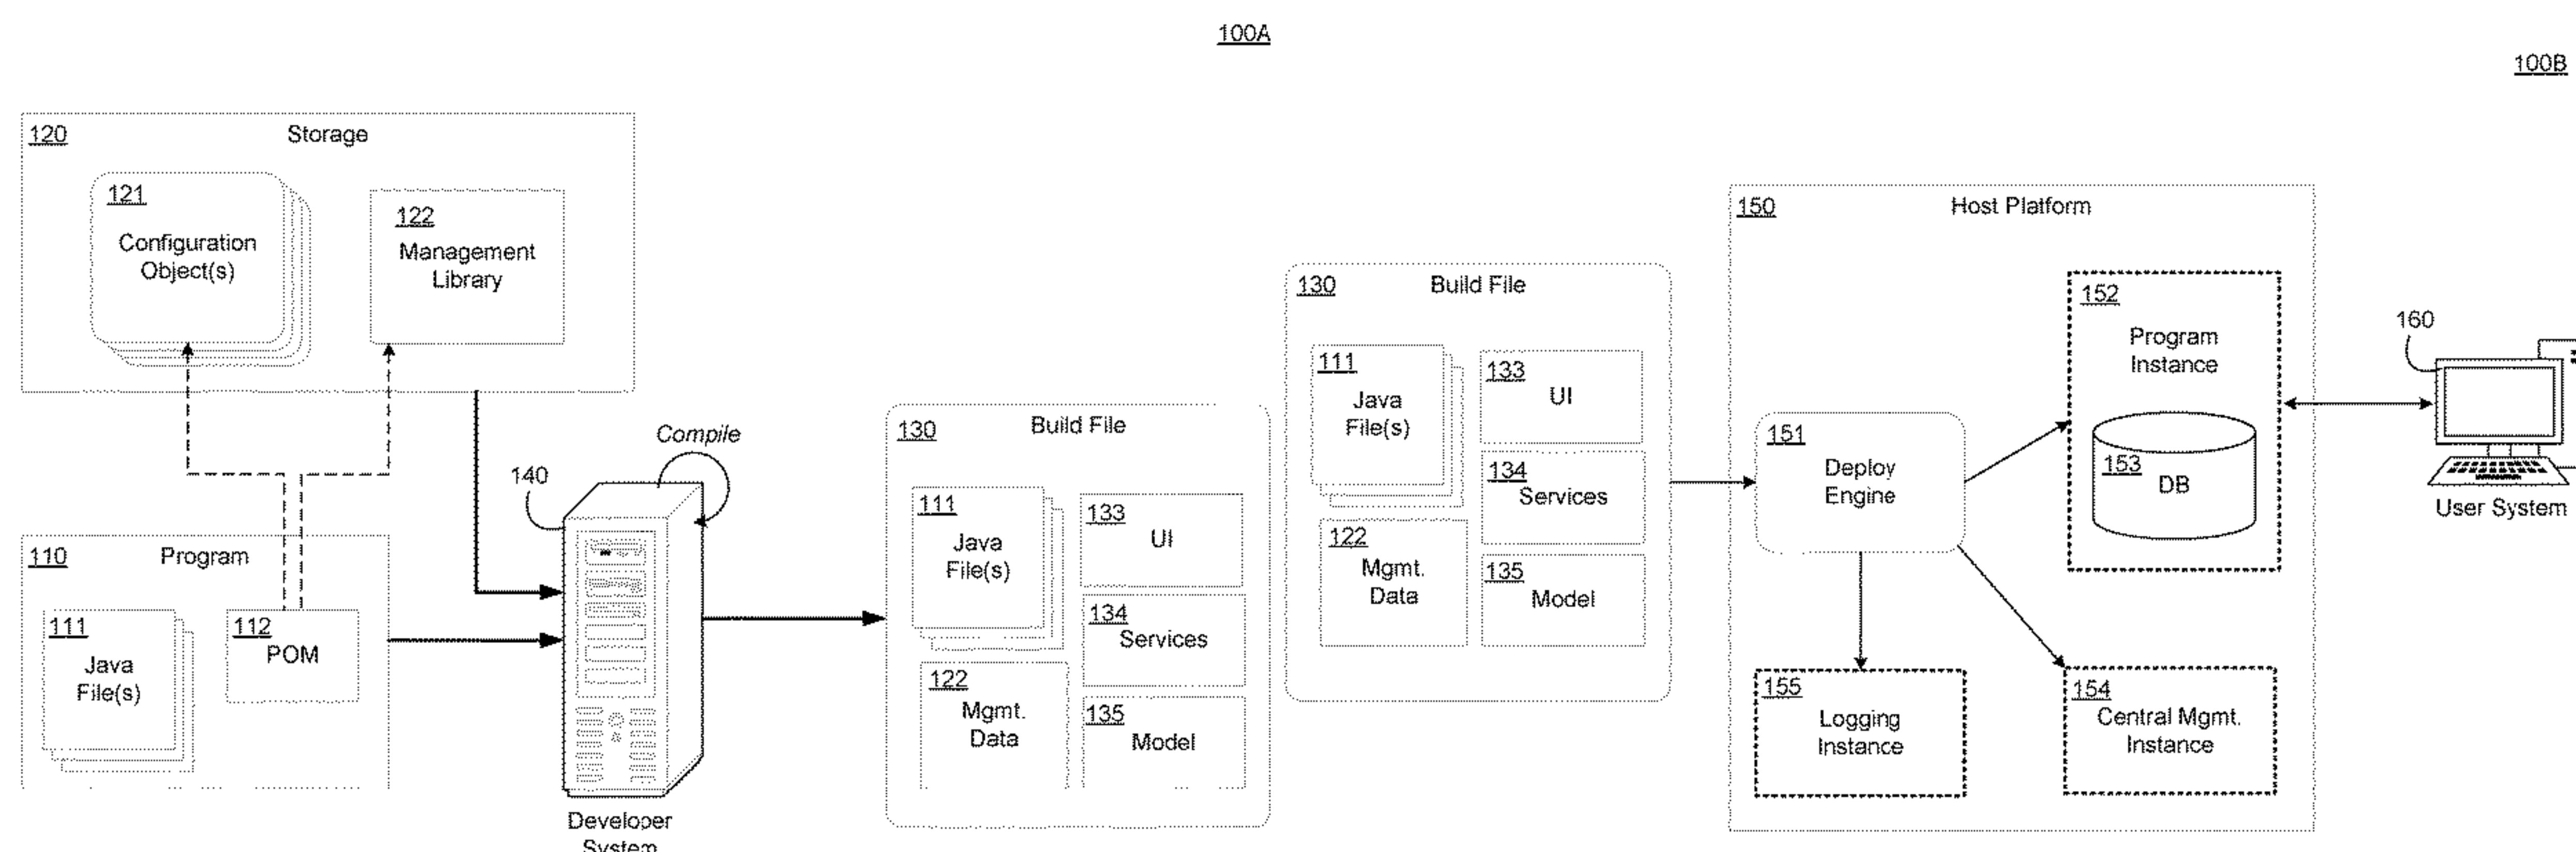 100A
100B
120 Storage
121
Configuration
Object(s)
122
Management
Library
110 Program
111
Java
File(s)
112
POM
140
Compile
Developer
System
130 Build File
111
Java
File(s)
122
Mgmt.
Data
133
UI
134
Services
135
Model
130 Build File
111
Java
File(s)
122
Mgmt.
Data
133
UI
134
Services
135
Model
150 Host Platform
151
Deploy
Engine
152
Program
Instance
153
DB
155
Logging
Instance
154
Central Mgmt.
Instance
160
User System